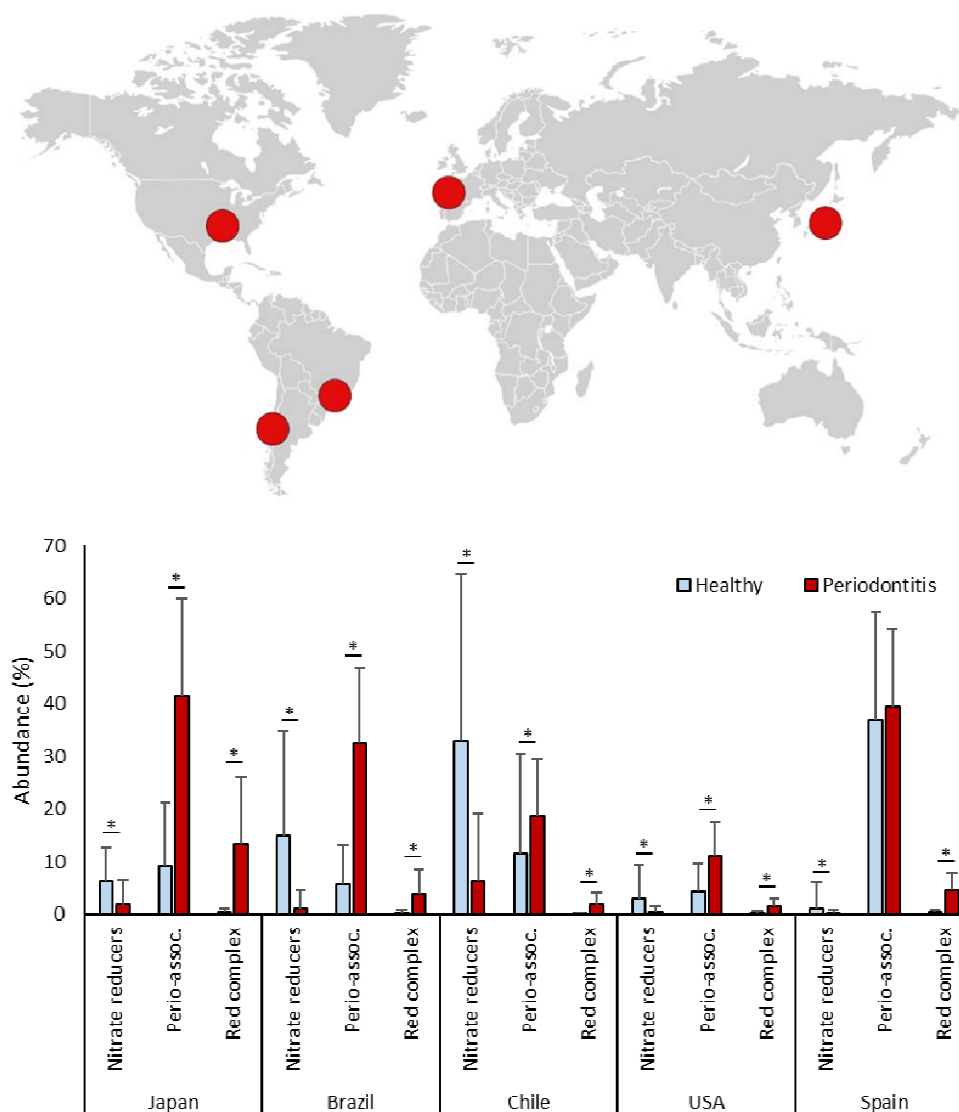 70
60
50
40
30
20
10
0
Abundance (%)
Healthy
Periodontitis
*
*
*
*
*
*
*
*
*
*
*
*
*
*
Nitrate reducers
Perio-assoc.
Red complex
Nitrate reducers
Perio-assoc.
Red complex
Nitrate reducers
Perio-assoc.
Red complex
Nitrate reducers
Perio-assoc.
Red complex
Nitrate reducers
Perio-assoc.
Red complex
Japan
Brazil
Chile
USA
Spain